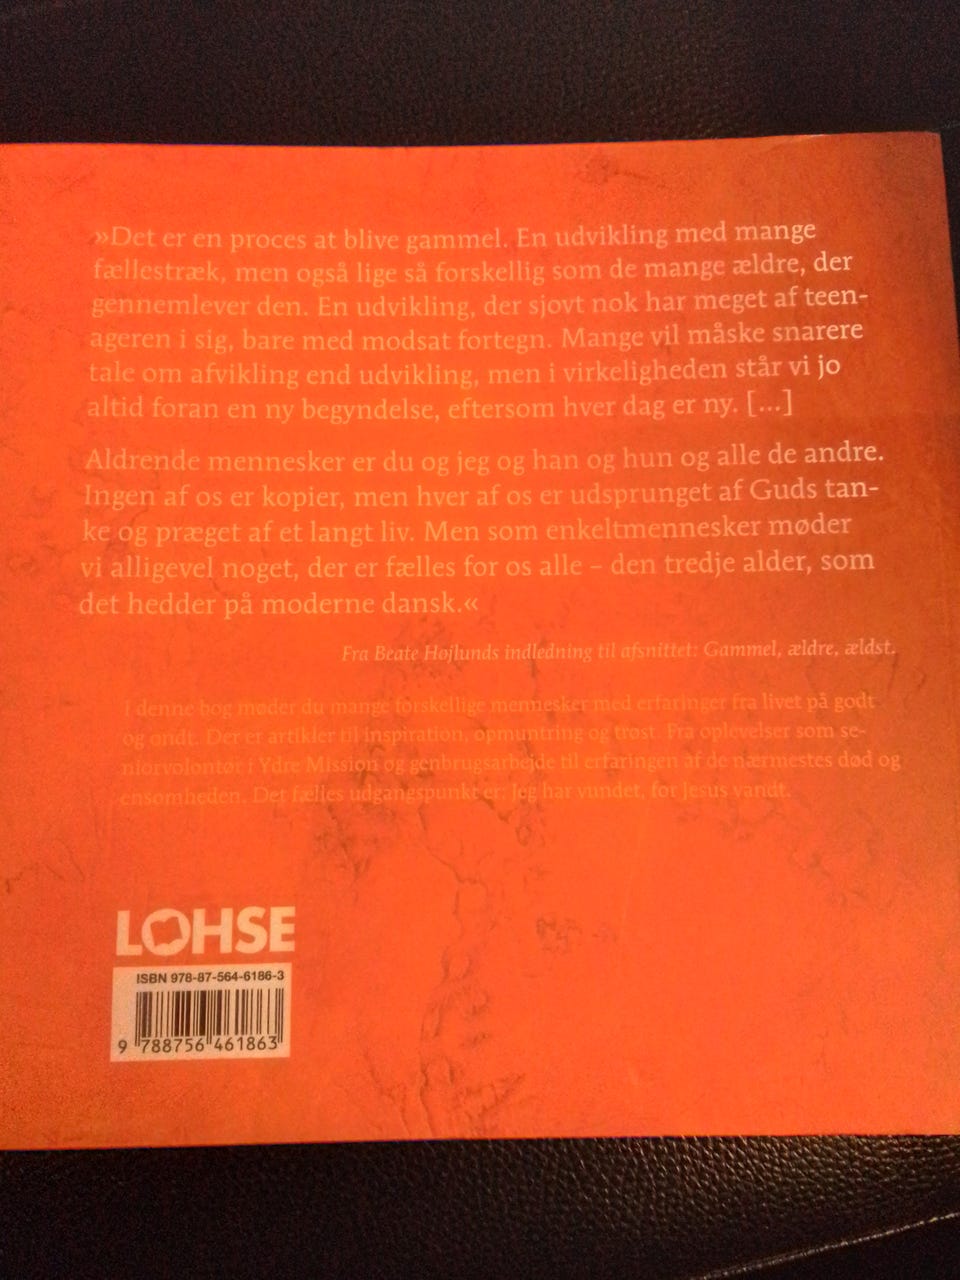 »Det er en proces at blive gammel. En udvikling med mange
fællestræk, men også lige så forskellig som de mange ældre, der
gennemlever den. En udvikling, der sjovt nok har meget af teen-
ageren i sig, bare med modsat fortegn. Mange vil måske snarere
tale om afvikling end udvikling, men i virkeligheden står vi jo
altid foran en ny begyndelse, eftersom hver dag er ny. [...]
Aldrende mennesker er du og jeg og han og hun og alle de andre.
Ingen af os er kopier, men hver af os er udsprunget af Guds tan-
ke og præget af et langt liv. Men som enkeltmennesker møder
vi alligevel noget, der er fælles for os alle – den tredje alder, som
det hedder på moderne dansk.«
Fra Beate Højlunds indledning til afsnittet: Gammel, ældre, ældst.
I denne bog møder du mange forskellige mennesker med erfaringer fra livet på godt
og ondt. Der er artikler til inspiration, opmuntring og trøst. Fra oplevelser som se-
niorvolontør i Ydre Mission og genbrugsarbejde til erfaringen af de nærmestes død og
ensomheden. Det fælles udgangspunkt er: Jeg har vundet, for Jesus vandt.
LOHSE
ISBN 978-87-564-6186-3
9 788756 461863